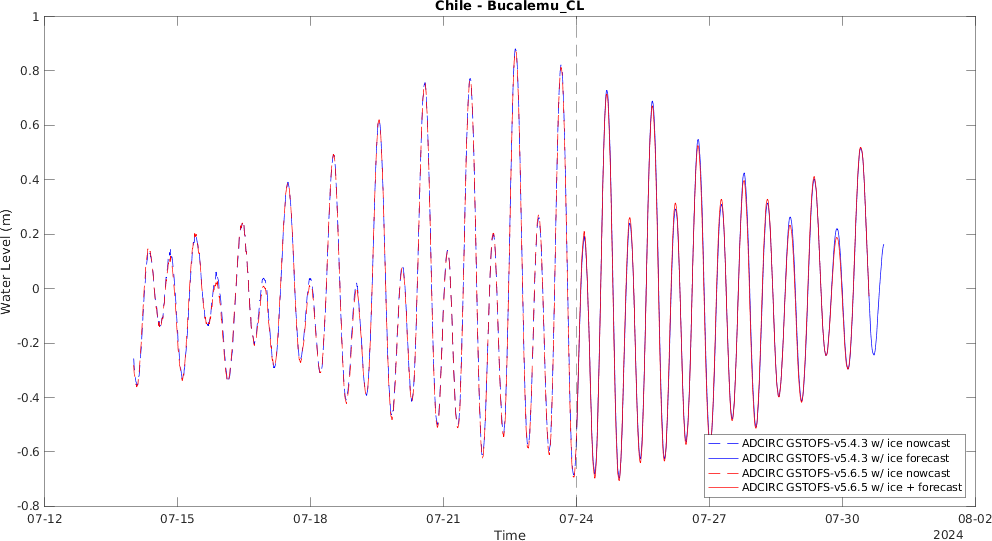 Chile - Bucalemu_CL
Water Level (m)
1
0.8
0.6
0.4
0.2
0
-0.2
-0.4
-0.6
-0.8
ADCIRC GSTOFS-v5.4.3 w/ ice nowcast
ADCIRC GSTOFS-v5.4.3 w/ ice forecast
ADCIRC GSTOFS-v5.6.5 w/ ice nowcast
ADCIRC GSTOFS-v5.6.5 w/ ice + forecast
07-12 07-15 07-18 07-21 07-24 07-27 07-30 08-02
Time
2024